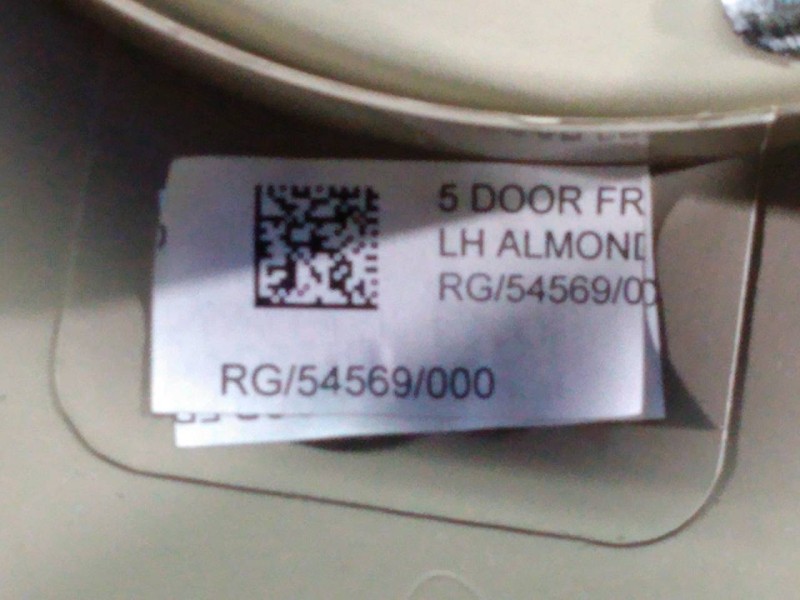 5 DOOR FR
LH ALMOND
RG/54569/00
RG/54569/000